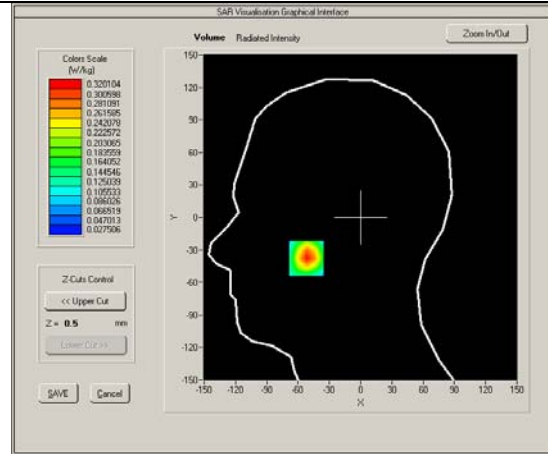 SAR Visualisation Graphical Interface
Volume Radiated Intensity
Zoom In/Out
Colors Scale
(W/kg)
0.320104
0.300598
0.281091
0.261585
0.242078
0.222572
0.203065
0.183559
0.164052
0.144546
0.125039
0.105533
0.086026
0.066519
0.047013
0.027506
Z-Cuts Control
<< Upper Cut
Z = 0.5 mm
Lower Cut >>
SAVE Cancel
150-
120-
90-
60-
30-
0-
-30-
-60-
-90-
-120-
-150-
Y
-150 -120 -90 -60 -30 0 30 60 90 120 150
X